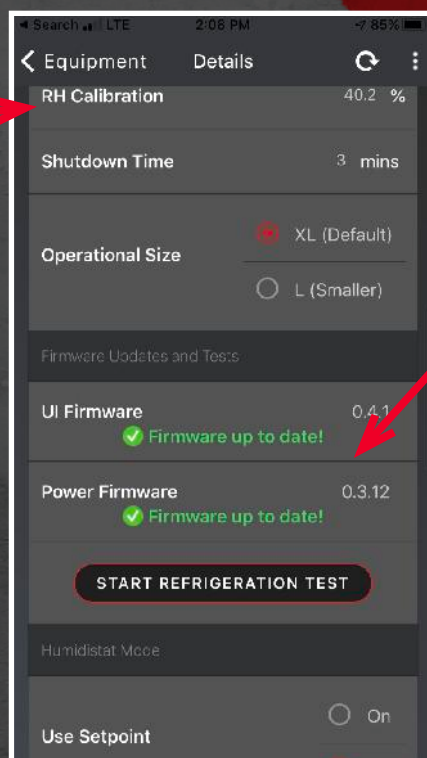 Search LTE 2:08 PM 85%
Equipment Details
RH Calibration 40.2 %
Shutdown Time 3 mins
XL (Default)
Operational Size
L (Smaller)
Firmware Updates and Tests
UI Firmware 0.4.1
Firmware up to date!
Power Firmware 0.3.12
Firmware up to date!
START REFRIGERATION TEST
Humidistat Mode
On
Use Setpoint